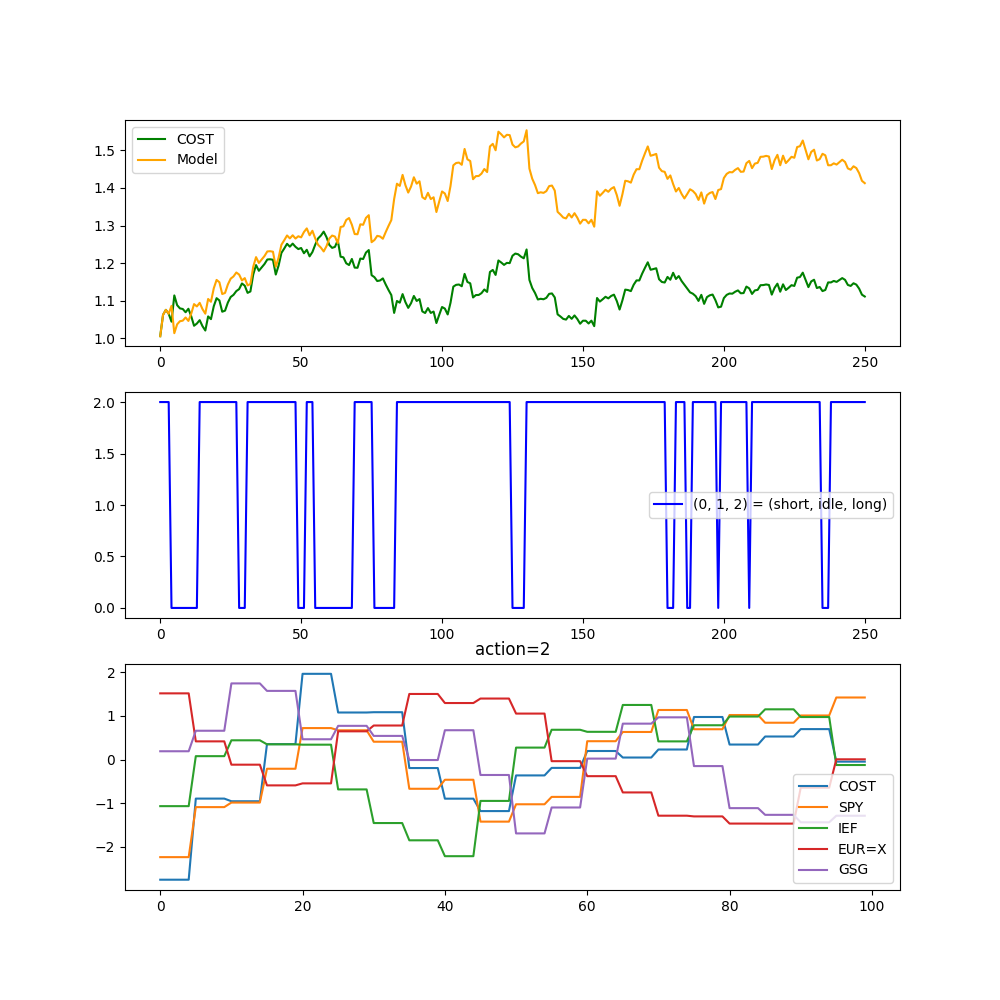 COST
Model
1.5
1.4
1.3
1.2
1.1
1.0
0 50 100 150 200 250
2.0
1.5
1.0
0.5
0.0
(0, 1, 2) = (short, idle, long)
0 50 100 150 200 250
action=2
2
1
0
−1
−2
COST
SPY
IEF
EUR=X
GSG
0 20 40 60 80 100